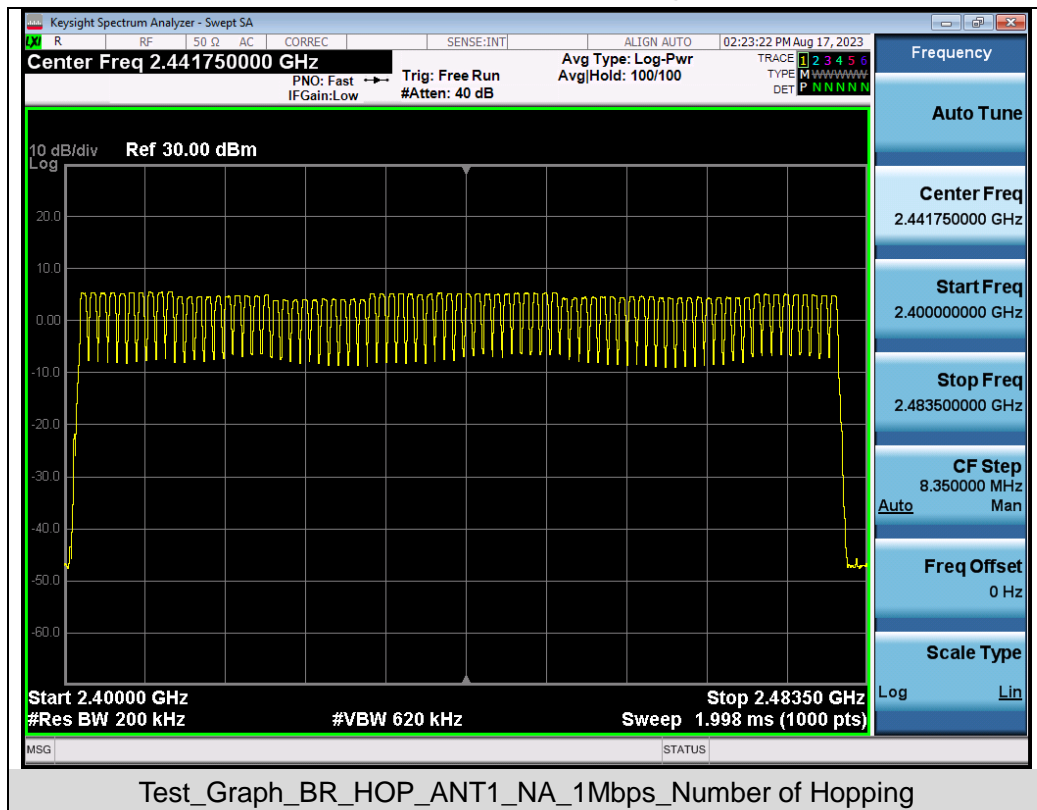 Keysight Spectrum Analyzer - Swept SA
LXI R RF 50 Ω AC CORREC SENSE:INT ALIGN AUTO 02:23:22 PM Aug 17, 2023
Center Freq 2.441750000 GHz
PNO: Fast
IFGain:Low
Trig: Free Run
#Atten: 40 dB
Avg Type: Log-Pwr
Avg|Hold: 100/100
TRACE 1 2 3 4 5 6
TYPE M WWWWW
DET P N N N N N
10 dB/div Ref 30.00 dBm
Log
20.0
10.0
0.00
-10.0
-20.0
-30.0
-40.0
-50.0
-60.0
Start 2.40000 GHz Stop 2.48350 GHz
#Res BW 200 kHz #VBW 620 kHz Sweep 1.998 ms (1000 pts)
MSG STATUS
Frequency
Auto Tune
Center Freq
2.441750000 GHz
Start Freq
2.400000000 GHz
Stop Freq
2.483500000 GHz
CF Step
8.350000 MHz
Auto Man
Freq Offset
0 Hz
Scale Type
Log Lin
Test_Graph_BR_HOP_ANT1_NA_1Mbps_Number of Hopping